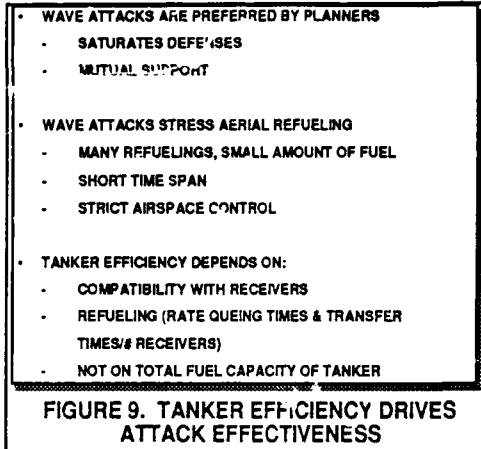 • WAVE ATTACKS ARE PREFERRED BY PLANNERS
- SATURATES DEFENSES
- MUTUAL SUPPORT
• WAVE ATTACKS STRESS AERIAL REFUELING
- MANY REFUELINGS, SMALL AMOUNT OF FUEL
- SHORT TIME SPAN
- STRICT AIRSPACE CONTROL
• TANKER EFFICIENCY DEPENDS ON:
- COMPATIBILITY WITH RECEIVERS
- REFUELING (RATE QUEING TIMES & TRANSFER
TIMES/# RECEIVERS)
- NOT ON TOTAL FUEL CAPACITY OF TANKER
FIGURE 9. TANKER EFFICIENCY DRIVES
ATTACK EFFECTIVENESS